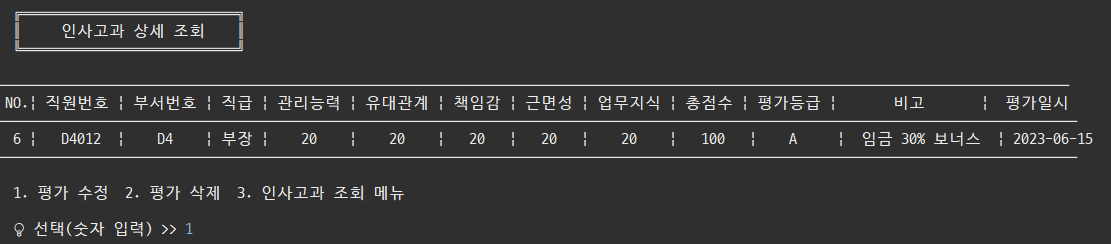 인사고과 상세 조회
NO.¦ 직원번호 ¦ 부서번호 ¦ 직급 ¦ 관리능력 ¦ 유대관계 ¦ 책임감 ¦ 근면성 ¦ 업무지식 ¦ 총점수 ¦ 평가등급 ¦ 비고 ¦ 평가일시
6 ¦ D4012 ¦ D4 ¦ 부장 ¦ 20 ¦ 20 ¦ 20 ¦ 20 ¦ 20 ¦ 100 ¦ A ¦ 임금 30% 보너스 ¦ 2023-06-15
1. 평가 수정 2. 평가 삭제 3. 인사고과 조회 메뉴
💡 선택(숫자 입력) >> 1